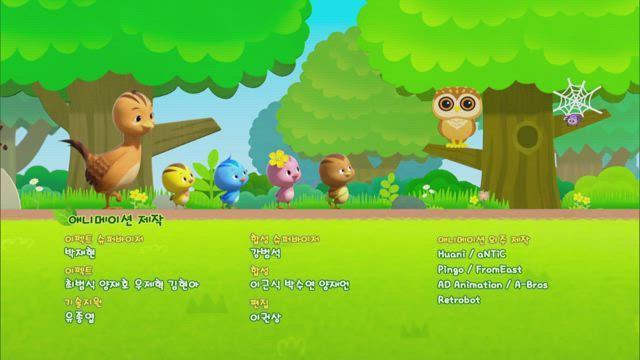 애니메이션 제작
이펙트 슈퍼바이저
박재현
이펙트
최범식 양재호 우제혁 김현아
기술지원
유종엽
합성 슈퍼바이저
강범석
합성
이근식 박수연 양재언
편집
이권상
애니메이션 외주 제작
Huani / aNTiC
Pingo / FromEast
AD Animation / A-Bros
Retrobot